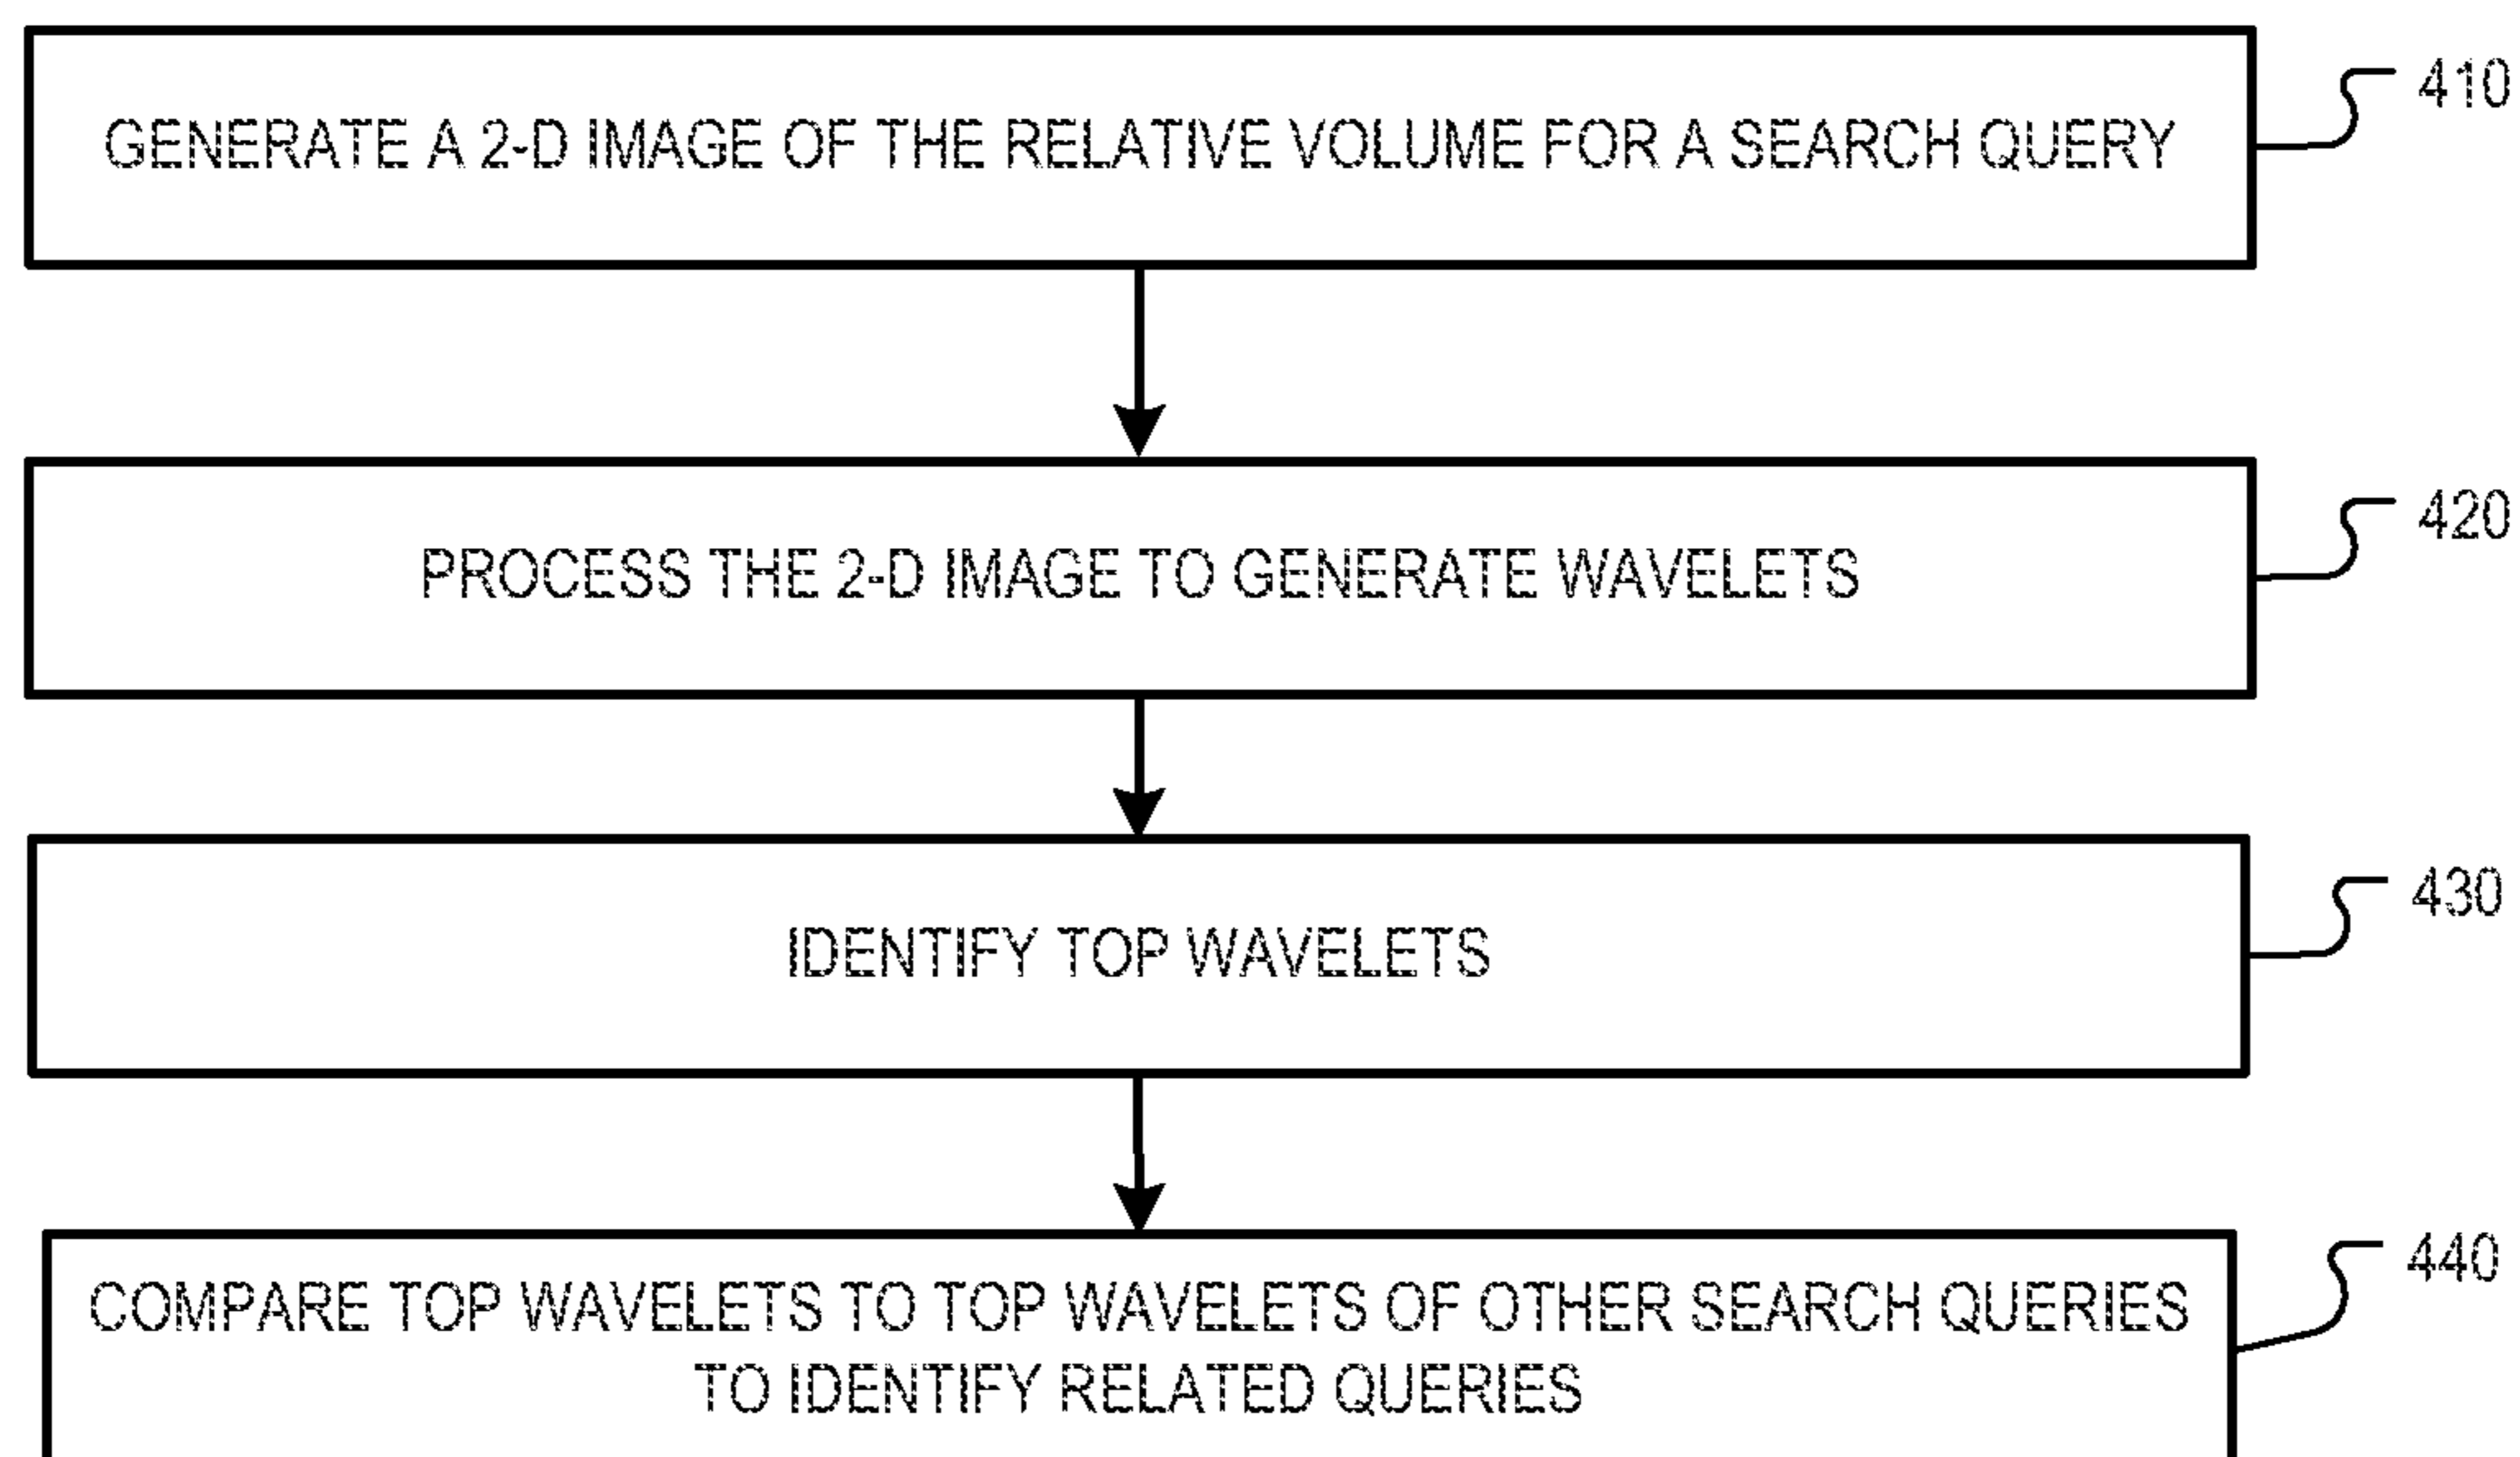 GENERATE A 2-D IMAGE OF THE RELATIVE VOLUME FOR A SEARCH QUERY
410
PROCESS THE 2-D IMAGE TO GENERATE WAVELETS
420
IDENTIFY TOP WAVELETS
430
COMPARE TOP WAVELETS TO TOP WAVELETS OF OTHER SEARCH QUERIES
TO IDENTIFY RELATED QUERIES
440